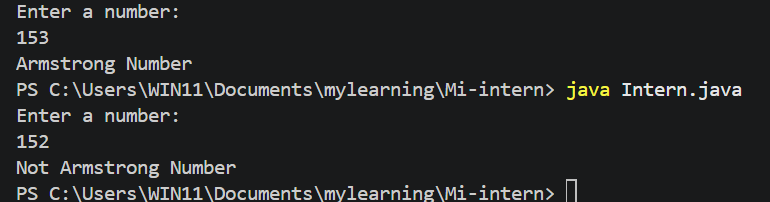 Enter a number:
153
Armstrong Number
PS C:\Users\WIN11\Documents\mylearning\Mi-intern> java Intern.java
Enter a number:
152
Not Armstrong Number
PS C:\Users\WIN11\Documents\mylearning\Mi-intern>